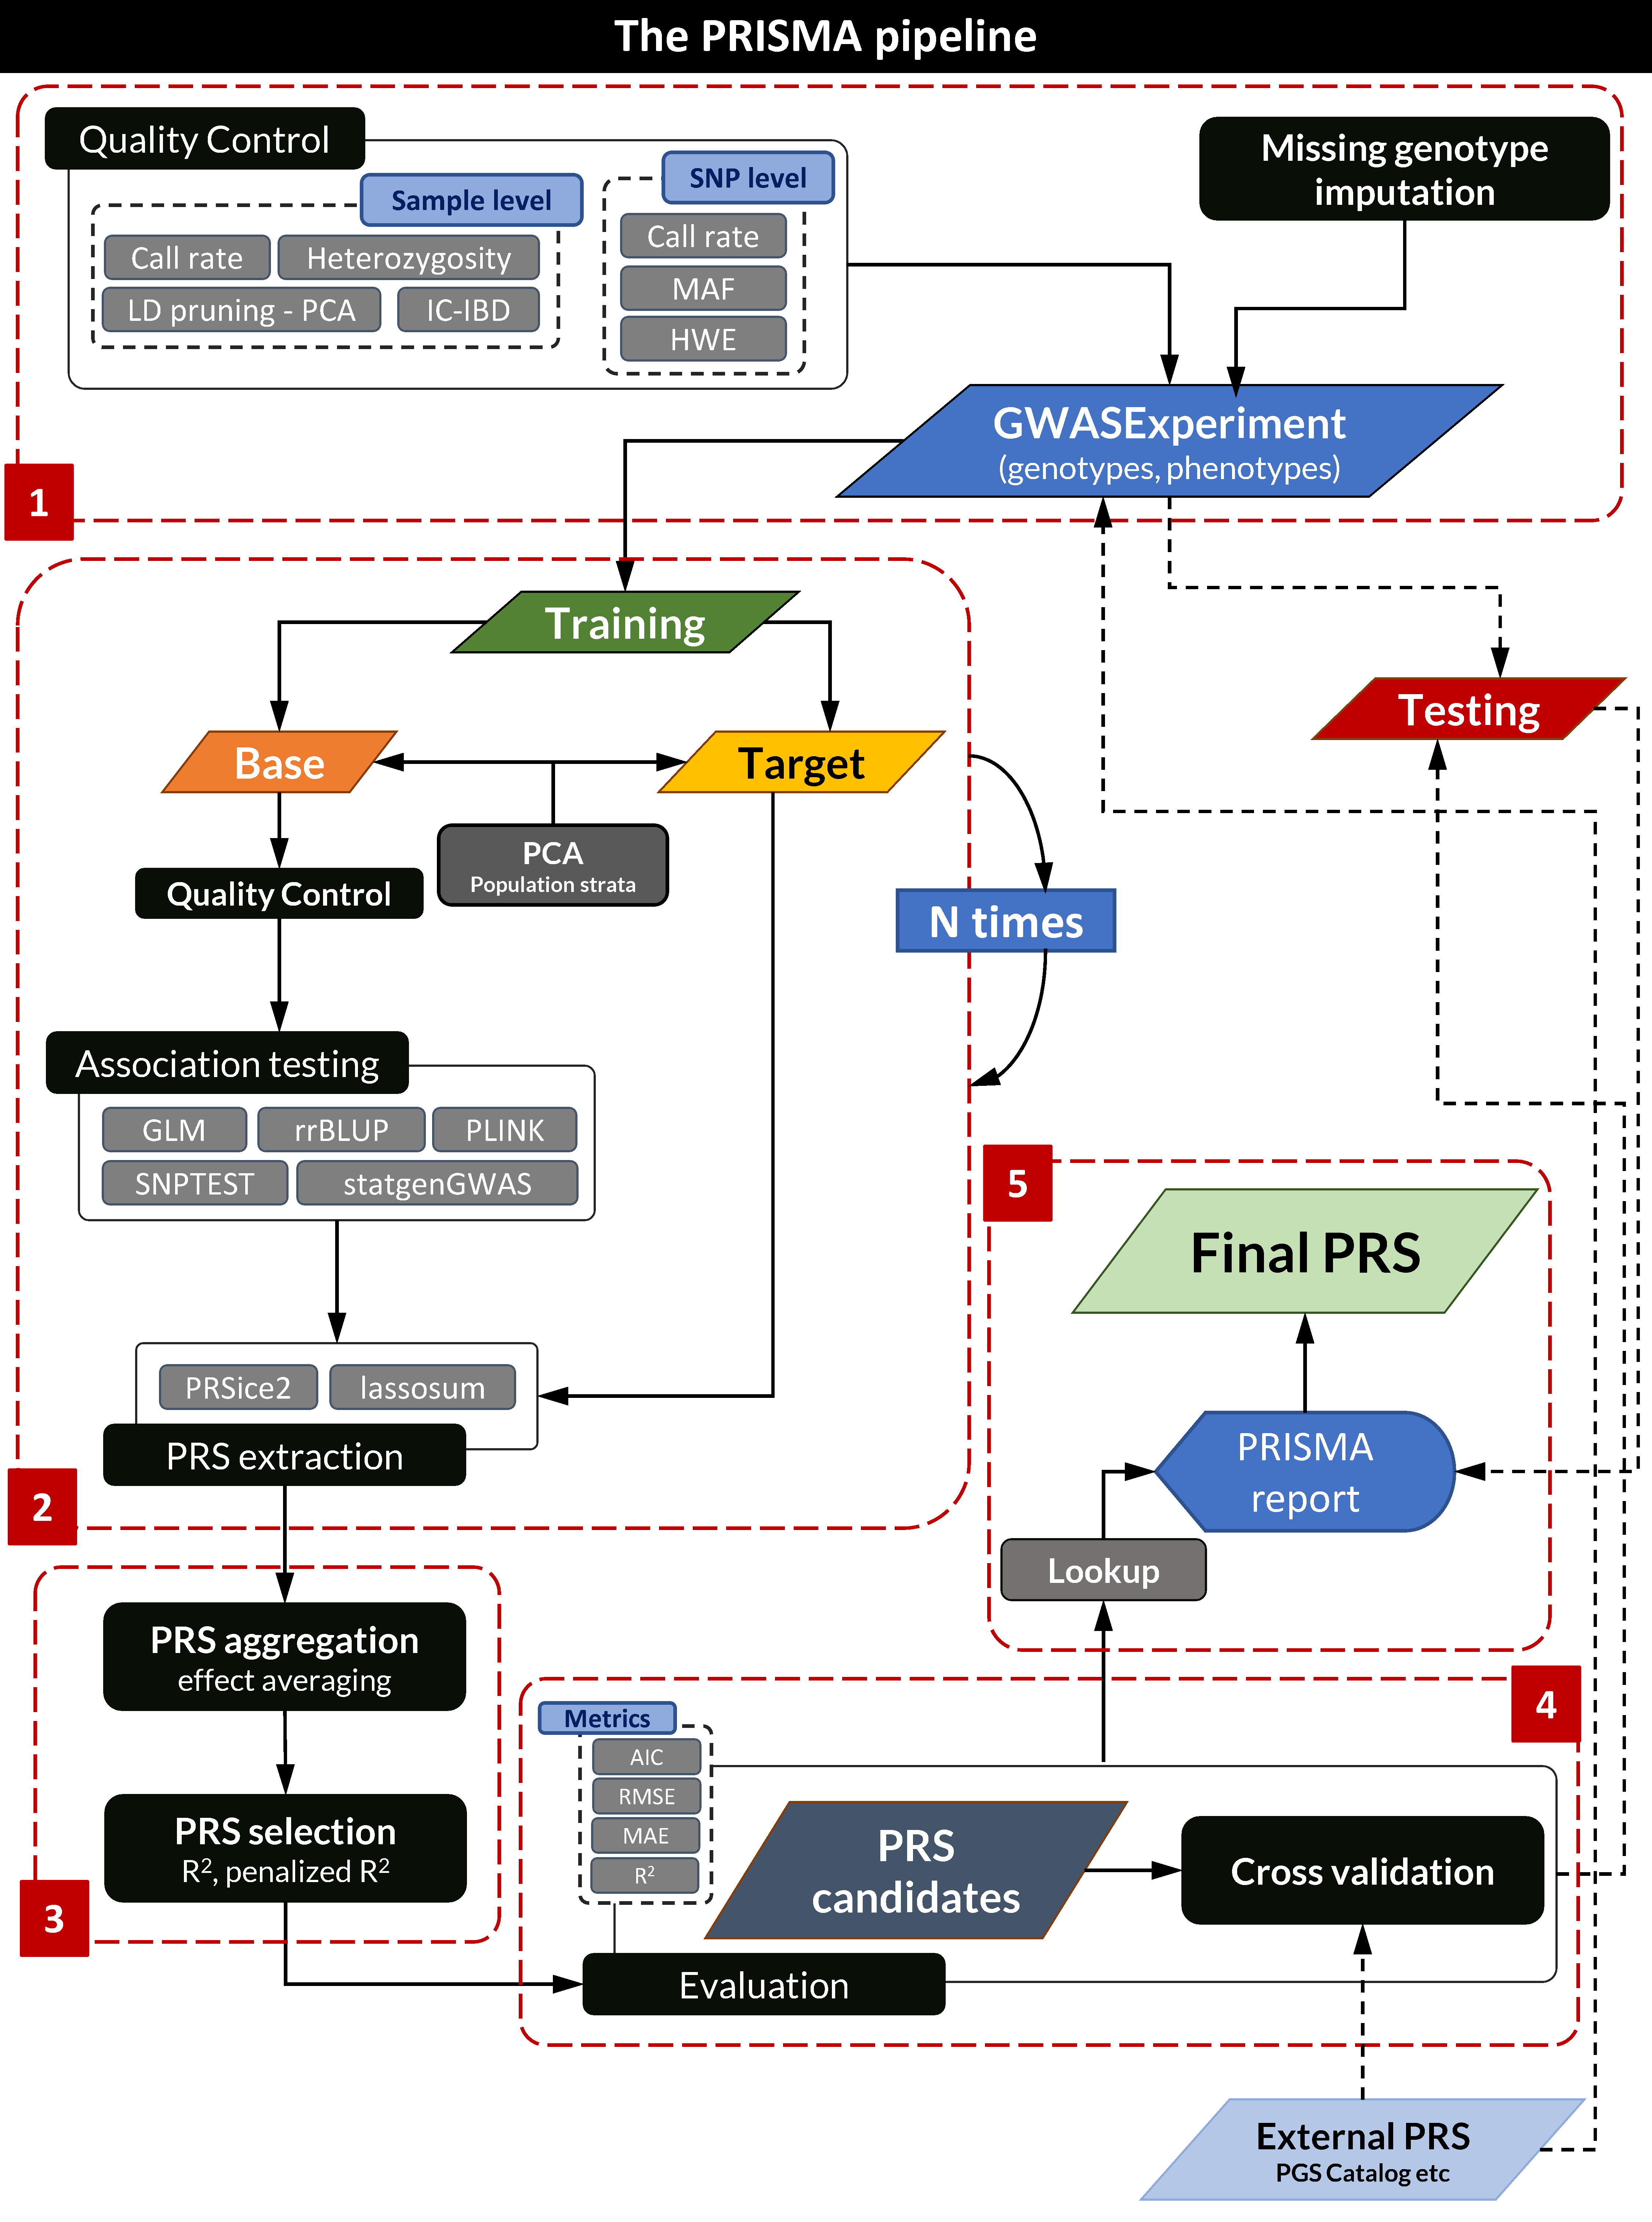 The PRISMA pipeline
Quality Control
Sample level
Call rate
Heterozygosity
LD pruning - PCA
IC-IBD
SNP level
Call rate
MAF
HWE
Missing genotype
imputation
GWASExperiment
(genotypes, phenotypes)
1
Training
Base
Target
PCA
Population strata
Quality Control
N times
Testing
Association testing
GLM
rrBLUP
PLINK
SNPTEST
statgenGWAS
PRSice2
lassosum
PRS extraction
2
5
Final PRS
PRISMA
report
Lookup
PRS aggregation
effect averaging
PRS selection
R², penalized R²
3
4
Metrics
AIC
RMSE
MAE
R²
PRS
candidates
Cross validation
Evaluation
External PRS
PGS Catalog etc